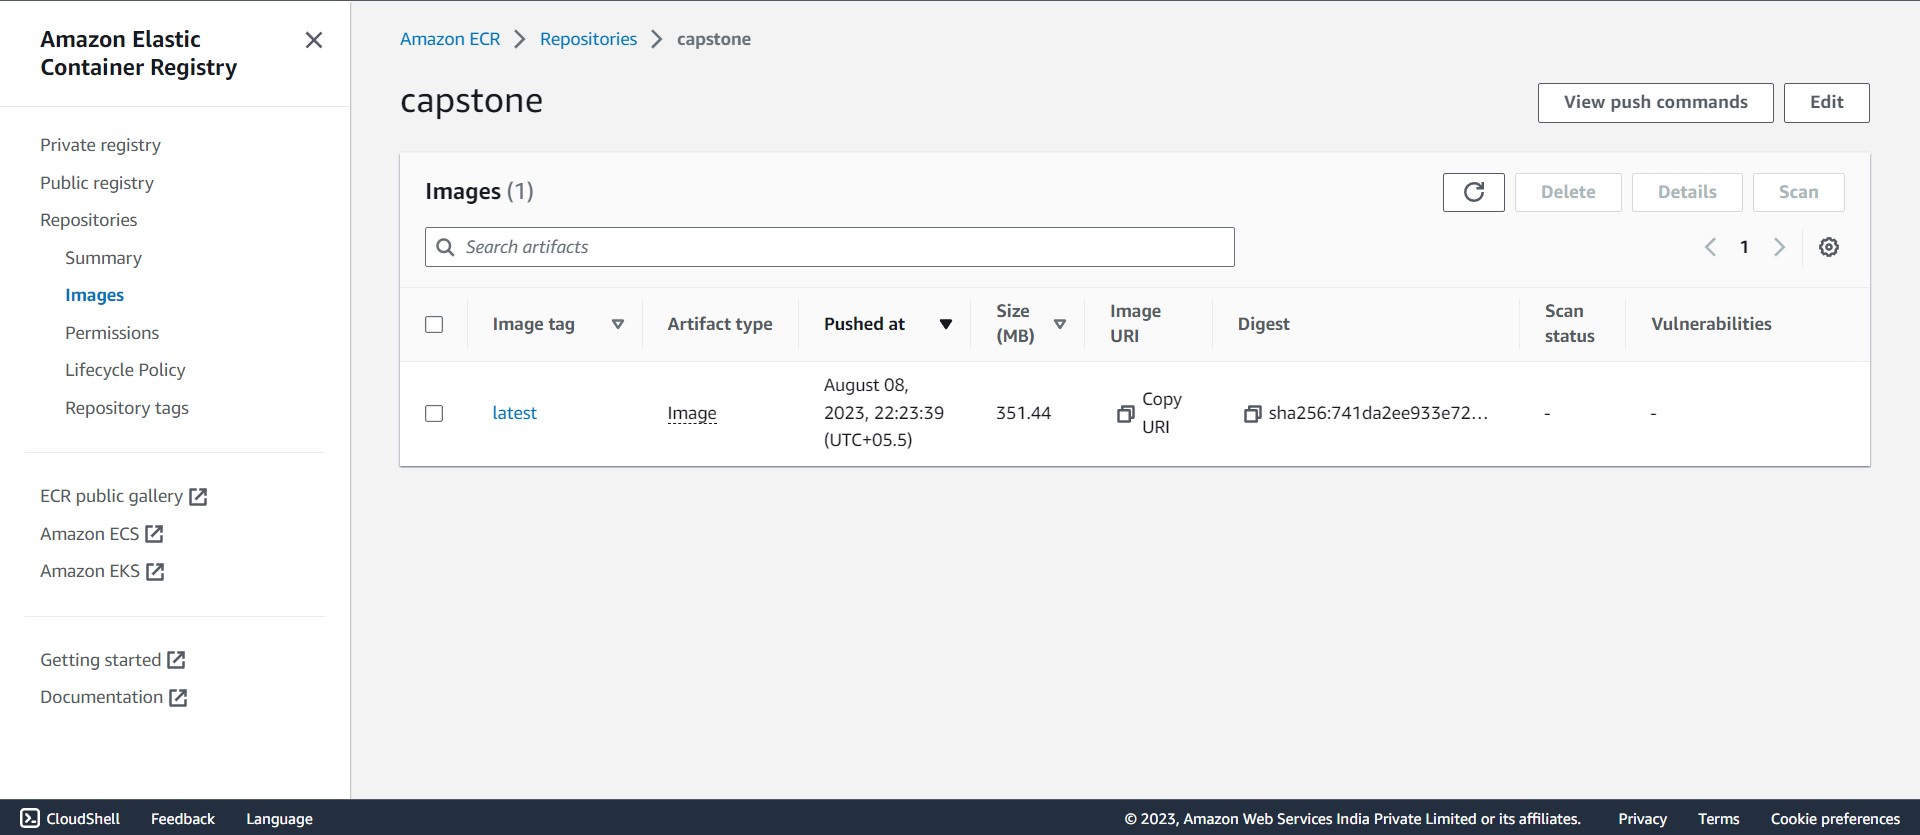 Amazon Elastic
Container Registry
Private registry
Public registry
Repositories
Summary
Images
Permissions
Lifecycle Policy
Repository tags
ECR public gallery
Amazon ECS
Amazon EKS
Getting started
Documentation
Amazon ECR Repositories capstone
capstone
View push commands Edit
Images (1)
Delete Details Scan
Search artifacts
1
Image tag Artifact type Pushed at Size (MB) Image URI Digest Scan status Vulnerabilities
latest Image August 08, 2023, 22:23:39 (UTC+05.5) 351.44 Copy URI sha256:741da2ee933e72... - -
CloudShell Feedback Language © 2023, Amazon Web Services India Private Limited or its affiliates. Privacy Terms Cookie preferences